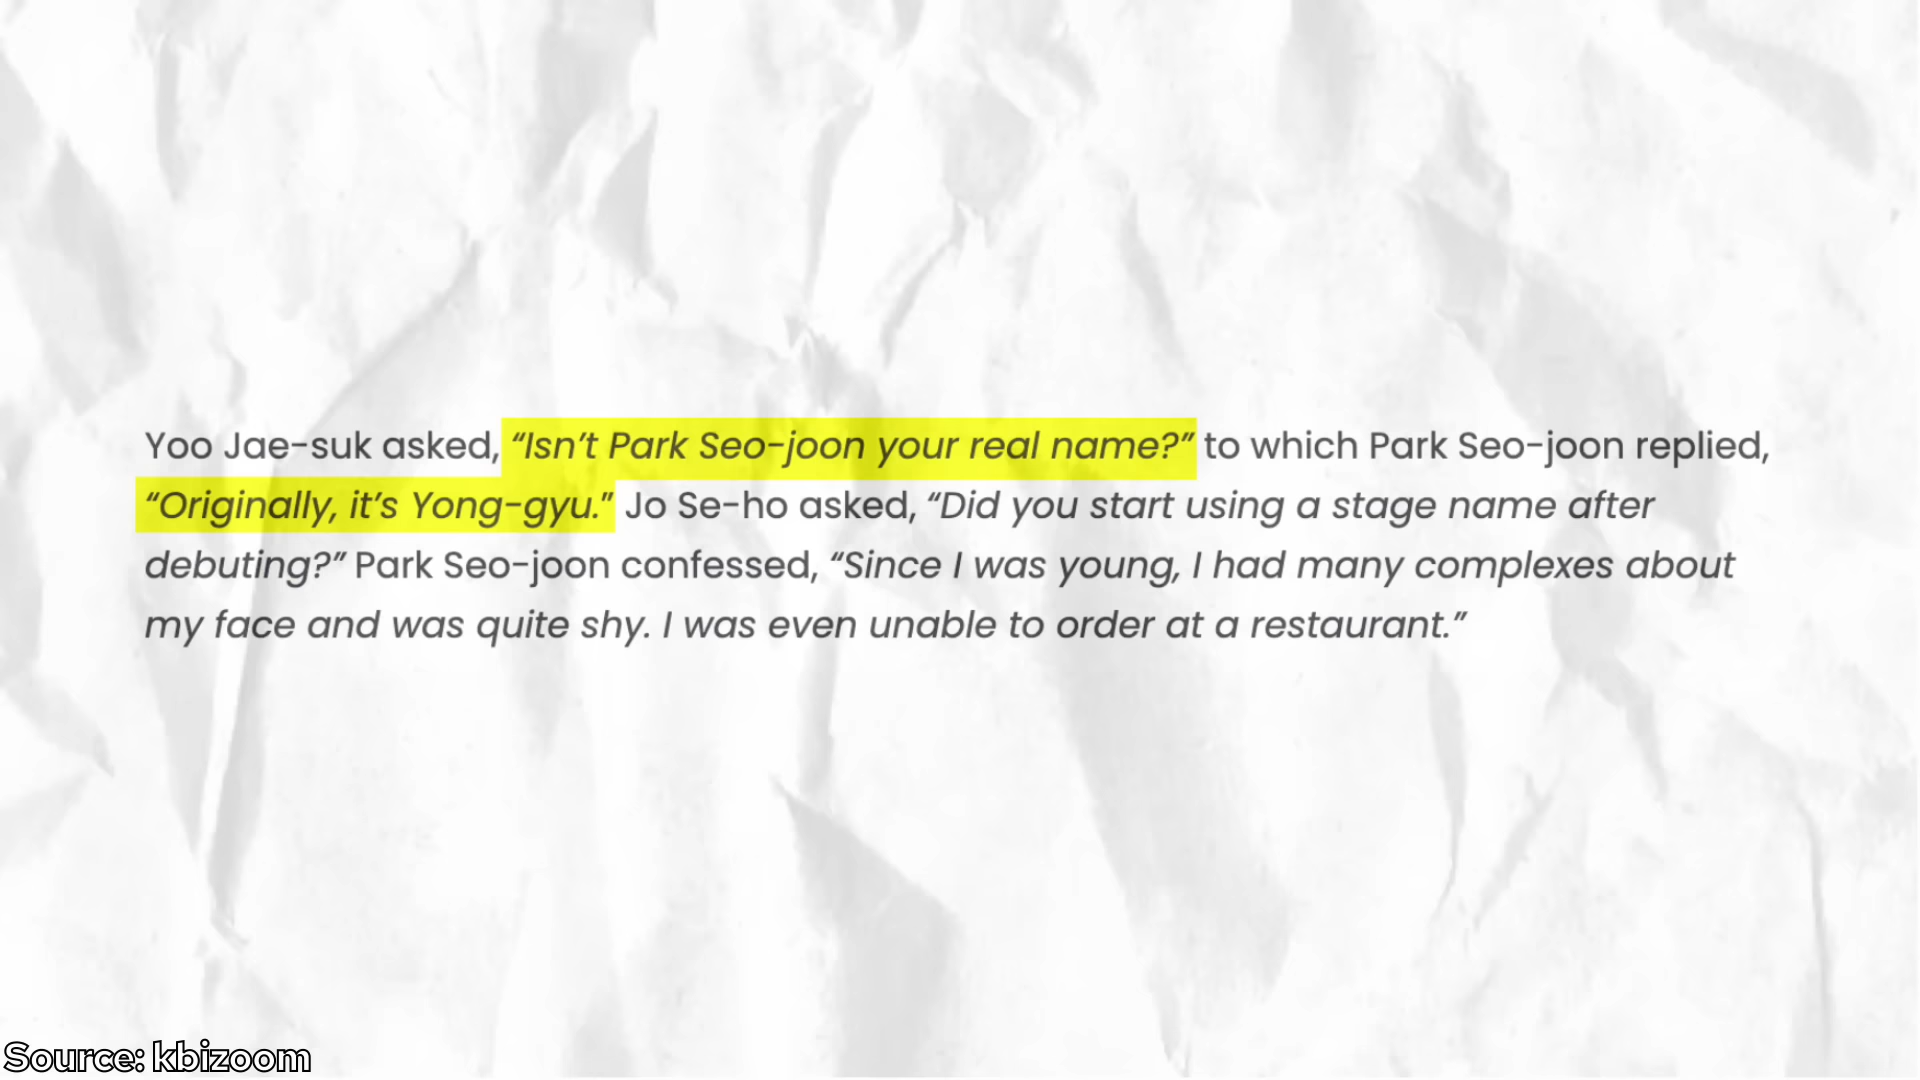 Yoo Jae-suk asked, “Isn’t Park Seo-joon your real name?” to which Park Seo-joon replied,
“Originally, it’s Yong-gyu.” Jo Se-ho asked, “Did you start using a stage name after
debuting?” Park Seo-joon confessed, “Since I was young, I had many complexes about
my face and was quite shy. I was even unable to order at a restaurant.”
Source: kbizoom